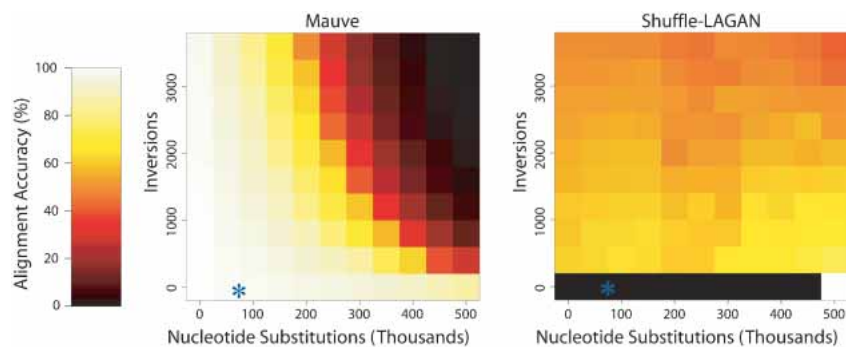 Mauve
Shuffle-LAGAN
Alignment Accuracy (%)
100
80
60
40
20
0
Inversions
3000
2000
1000
0
0 100 200 300 400 500
Nucleotide Substitutions (Thousands)
Inversions
3000
2000
1000
0
0 100 200 300 400 500
Nucleotide Substitutions (Thousands)